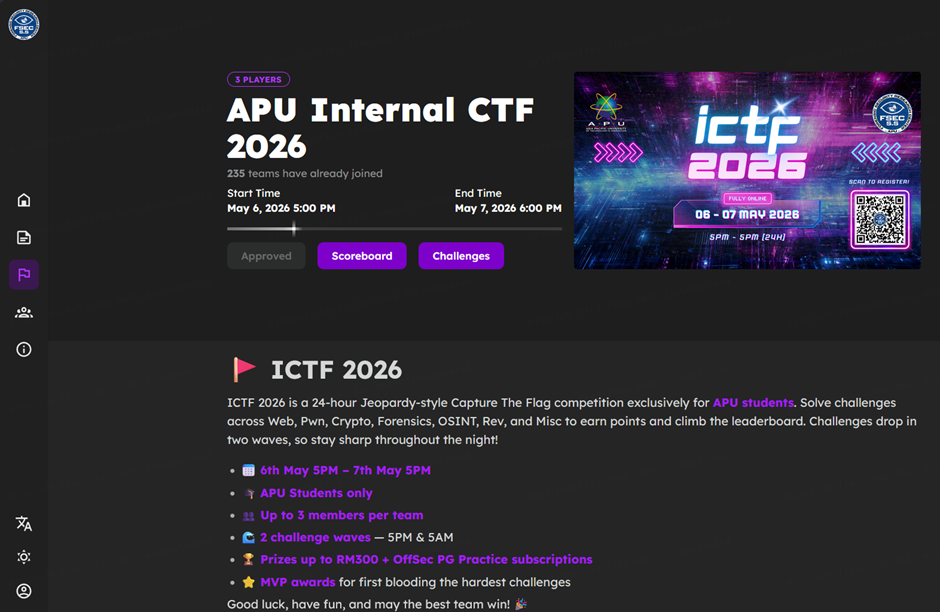 FSEC
S.S
3 PLAYERS
APU Internal CTF
2026
235 teams have already joined
Start Time
End Time
May 6, 2026 5:00 PM
May 7, 2026 6:00 PM
Approved
Scoreboard
Challenges
A P U
FSEC
S.S
ictf
2026
SCAN TO REGISTER!
FULLY ONLINE
06 - 07 MAY 2026
5PM - 5PM [24H]
ICTF 2026
ICTF 2026 is a 24-hour Jeopardy-style Capture The Flag competition exclusively for APU students. Solve challenges
across Web, Pwn, Crypto, Forensics, OSINT, Rev, and Misc to earn points and climb the leaderboard. Challenges drop in
two waves, so stay sharp throughout the night!
6th May 5PM – 7th May 5PM
APU Students only
Up to 3 members per team
2 challenge waves — 5PM & 5AM
Prizes up to RM300 + OffSec PG Practice subscriptions
MVP awards for first blooding the hardest challenges
Good luck, have fun, and may the best team win!